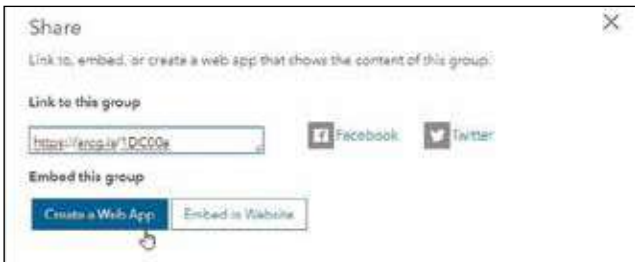 Share
Link to, embed, or create a web app that shows the content of this group.
Link to this group
Facebook
Twitter
Embed this group
Create a Web App
Embed in Website